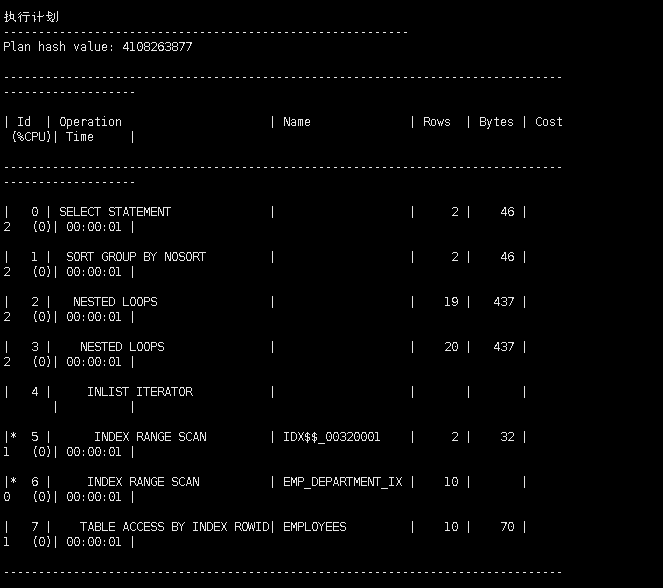 执行计划
----------------------------------------------------------
Plan hash value: 4108263877

--------------------------------------------------------------------------------
-------------------

| Id  | Operation                     | Name             | Rows  | Bytes | Cost
 (%CPU)| Time     |

--------------------------------------------------------------------------------
-------------------

|   0 | SELECT STATEMENT              |                  |     2 |    46 |
2   (0)| 00:00:01 |

|   1 |  SORT GROUP BY NOSORT         |                  |     2 |    46 |
2   (0)| 00:00:01 |

|   2 |   NESTED LOOPS                |                  |    19 |   437 |
2   (0)| 00:00:01 |

|   3 |    NESTED LOOPS               |                  |    20 |   437 |
2   (0)| 00:00:01 |

|   4 |     INLIST ITERATOR           |                  |       |       |
       |          |

|*  5 |      INDEX RANGE SCAN         | IDX$$_00320001   |     2 |    32 |
1   (0)| 00:00:01 |

|*  6 |     INDEX RANGE SCAN          | EMP_DEPARTMENT_IX |    10 |       |
0   (0)| 00:00:01 |

|   7 |    TABLE ACCESS BY INDEX ROWID| EMPLOYEES        |    10 |    70 |
1   (0)| 00:00:01 |

--------------------------------------------------------------------------------